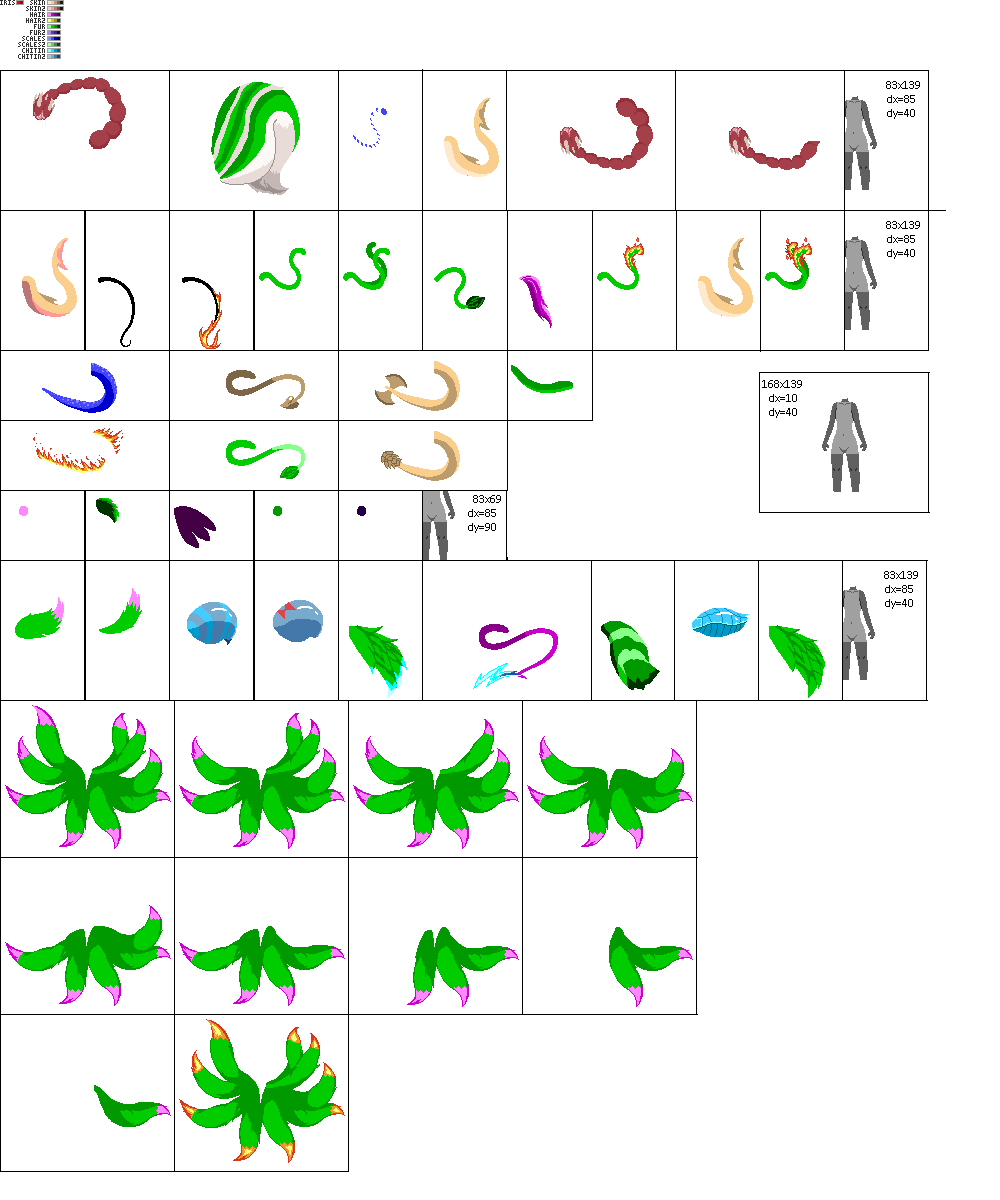 IRIS SKIN
SKIN2
HAIR
HAIR2
FUR
FUR2
SCALES
SCALES2
CHITIN
CHITIN2
83x139
dx=85
dy=40
83x139
dx=85
dy=40
168x139
dx=10
dy=40
83x69
dx=85
dy=90
83x139
dx=85
dy=40